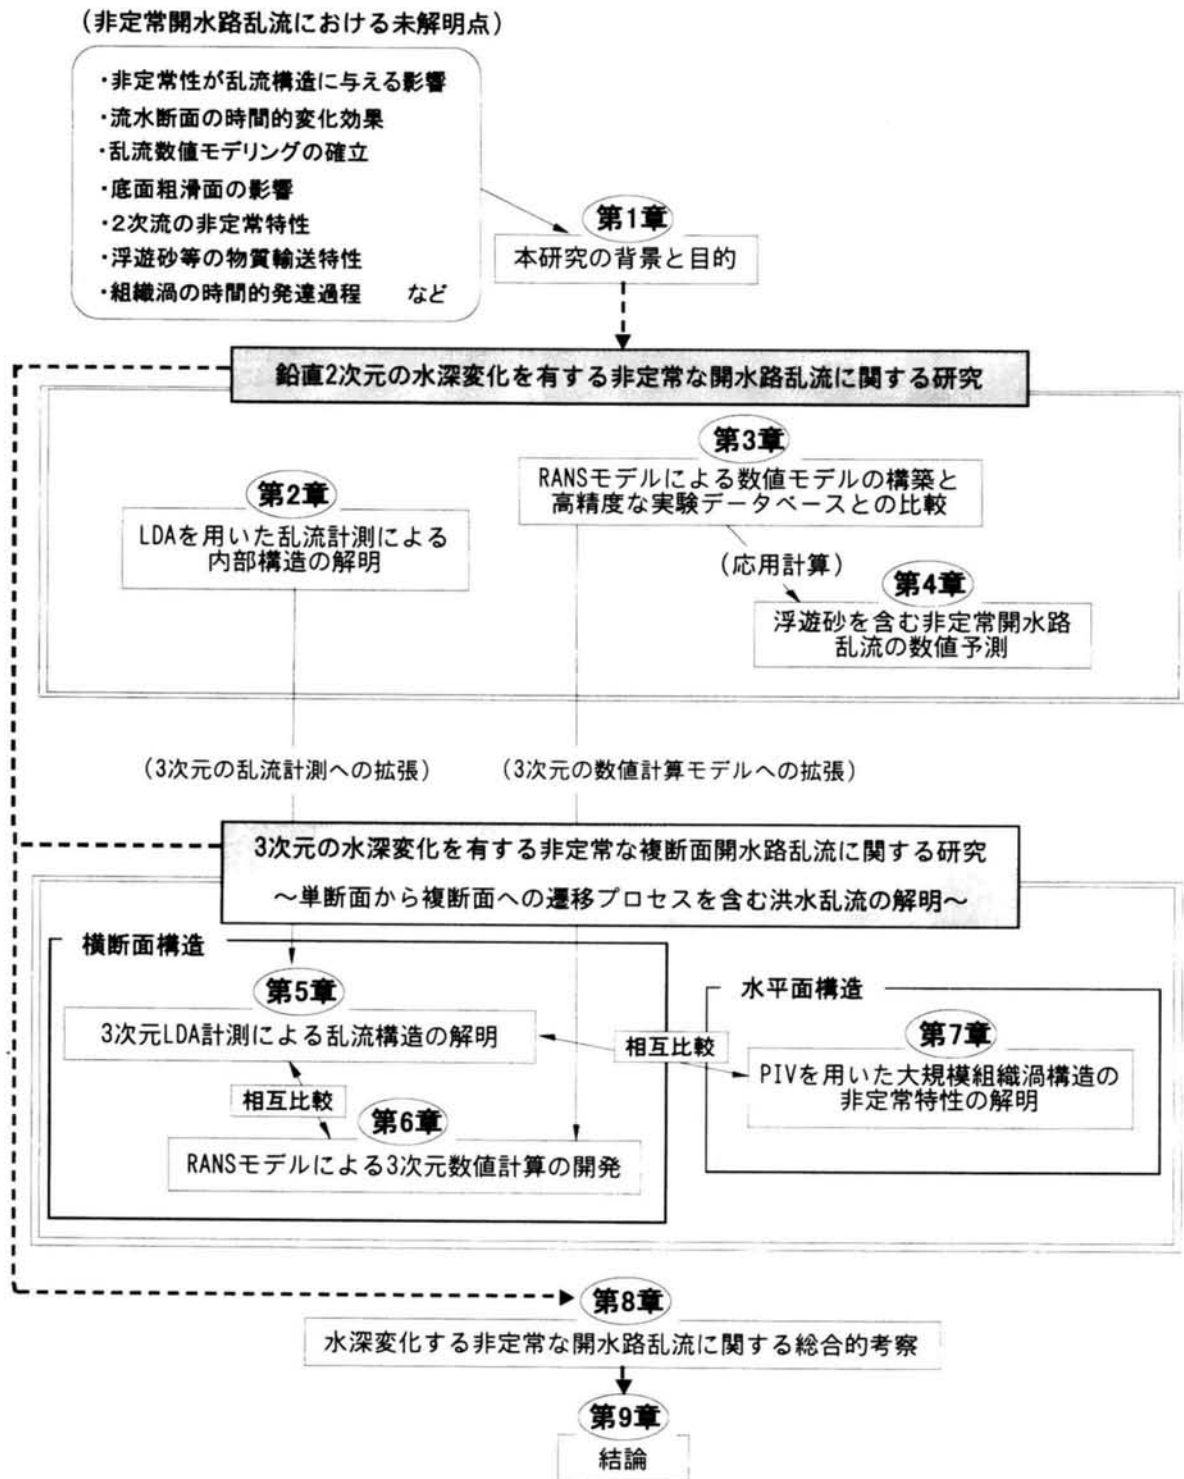 (非定常開水路乱流における未解明点)
・非定常性が乱流構造に与える影響
・流水断面の時間的変化効果
・乱流数値モデリングの確立
・底面粗滑面の影響
・2次流の非定常特性
・浮遊砂等の物質輸送特性
・組織渦の時間的発達過程 など
第1章
本研究の背景と目的
鉛直2次元の水深変化を有する非定常な開水路乱流に関する研究
第2章
LDAを用いた乱流計測による
内部構造の解明
第3章
RANSモデルによる数値モデルの構築と
高精度な実験データベースとの比較
(応用計算)
第4章
浮遊砂を含む非定常開水路
乱流の数値予測
(3次元の乱流計測への拡張)
(3次元の数値計算モデルへの拡張)
3次元の水深変化を有する非定常な複断面開水路乱流に関する研究
~単断面から複断面への遷移プロセスを含む洪水乱流の解明~
横断面構造
第5章
3次元LDA計測による乱流構造の解明
相互比較
第6章
RANSモデルによる3次元数値計算の開発
相互比較
水平面構造
第7章
PIVを用いた大規模組織渦構造の
非定常特性の解明
第8章
水深変化する非定常な開水路乱流に関する総合的考察
第9章
結論